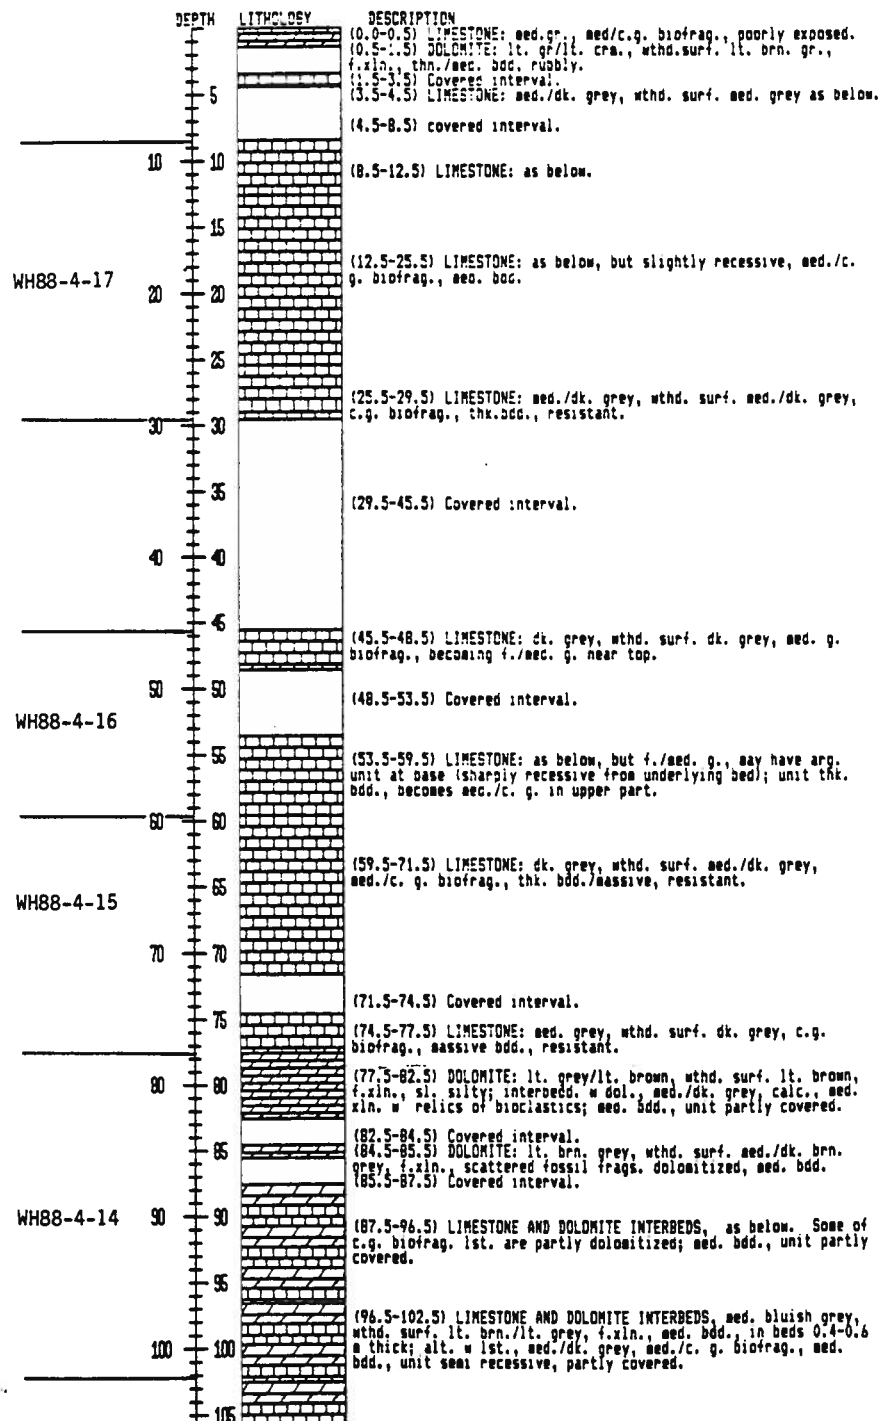 DEPTH LITHOLOGY DESCRIPTION
(0.0-0.5) LIMESTONE: med.gr., med/c.g. biofrag., poorly exposed.
(0.5-1.5) DOLOMITE: lt. gr/lt. crm., wthd.surf. lt. brn. gr.,
f.xln., thn./med. bdd. rubbly.
(1.5-3.5) Covered interval.
(3.5-4.5) LIMESTONE: med./dk. grey, wthd. surf. med. grey as below.
5
(4.5-8.5) covered interval.
10 10
(8.5-12.5) LIMESTONE: as below.
15
(12.5-25.5) LIMESTONE: as below, but slightly recessive, med./c.
g. biofrag., med. bdd.
WH88-4-17
20 20
25
(25.5-29.5) LIMESTONE: med./dk. grey, wthd. surf. med./dk. grey,
c.g. biofrag., thk.bdd., resistant.
30 30
35
(29.5-45.5) Covered interval.
40 40
45
(45.5-48.5) LIMESTONE: dk. grey, wthd. surf. dk. grey, med. g.
biofrag., becoming f./med. g. near top.
50 50
(48.5-53.5) Covered interval.
WH88-4-16
55
(53.5-59.5) LIMESTONE: as below, but f./med. g., may have arg.
unit at base (sharply recessive from underlying bed); unit thk.
bdd., becomes med./c. g. in upper part.
60 60
(59.5-71.5) LIMESTONE: dk. grey, wthd. surf. med./dk. grey,
med./c. g. biofrag., thk. bdd./massive, resistant.
65
WH88-4-15
70 70
(71.5-74.5) Covered interval.
75
(74.5-77.5) LIMESTONE: med. grey, wthd. surf. dk. grey, c.g.
biofrag., massive bdd., resistant.
80 80
(77.5-82.5) DOLOMITE: lt. grey/lt. brown, wthd. surf. lt. brown,
f.xln., sl. silty; interbedd. w dol., med./dk. grey, calc., med.
xln. w relics of bioclastics; med. bdd., unit partly covered.
(82.5-84.5) Covered interval.
85
(84.5-85.5) DOLOMITE: lt. brn. grey, wthd. surf. med./dk. brn.
grey, f.xln., scattered fossil frags. dolomitized, med. bdd.
(85.5-87.5) Covered interval.
WH88-4-14
90 90
(87.5-96.5) LIMESTONE AND DOLOMITE INTERBEDS, as below. Some of
c.g. biofrag. lst. are partly dolomitized; med. bdd., unit partly
covered.
95
(96.5-102.5) LIMESTONE AND DOLOMITE INTERBEDS, med. bluish grey,
wthd. surf. lt. brn./lt. grey, f.xln., med. bdd., in beds 0.4-0.6
m thick; alt. w lst., med./dk. grey, med./c. g. biofrag., med.
bdd., unit semi recessive, partly covered.
100 100
105